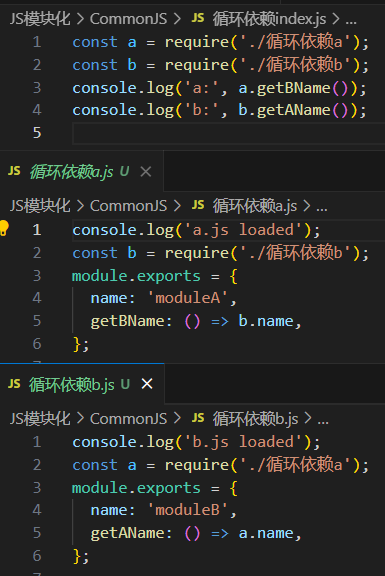 JS模块化 > CommonJS > JS 循环依赖index.js > ...
1 const a = require('./循环依赖a');
2 const b = require('./循环依赖b');
3 console.log('a:', a.getBName());
4 console.log('b:', b.getAName());
5
JS 循环依赖a.js U ×
JS模块化 > CommonJS > JS 循环依赖a.js > ...
1 console.log('a.js loaded');
2 const b = require('./循环依赖b');
3 module.exports = {
4 name: 'moduleA',
5 getBName: () => b.name,
6 };
JS 循环依赖b.js U ×
JS模块化 > CommonJS > JS 循环依赖b.js > ...
1 console.log('b.js loaded');
2 const a = require('./循环依赖a');
3 module.exports = {
4 name: 'moduleB',
5 getAName: () => a.name,
6 };